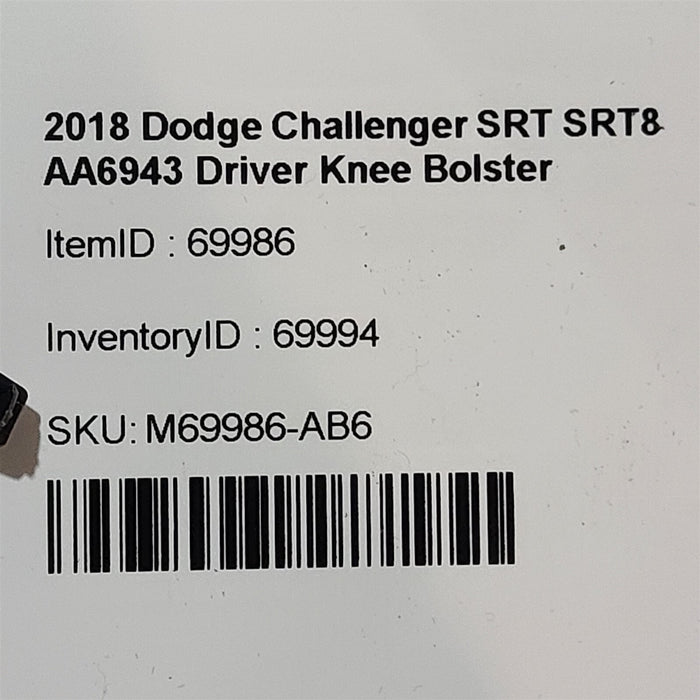 2018 Dodge Challenger SRT SRT8
AA6943 Driver Knee Bolster
ItemID : 69986
InventoryID : 69994
SKU: M69986-AB6